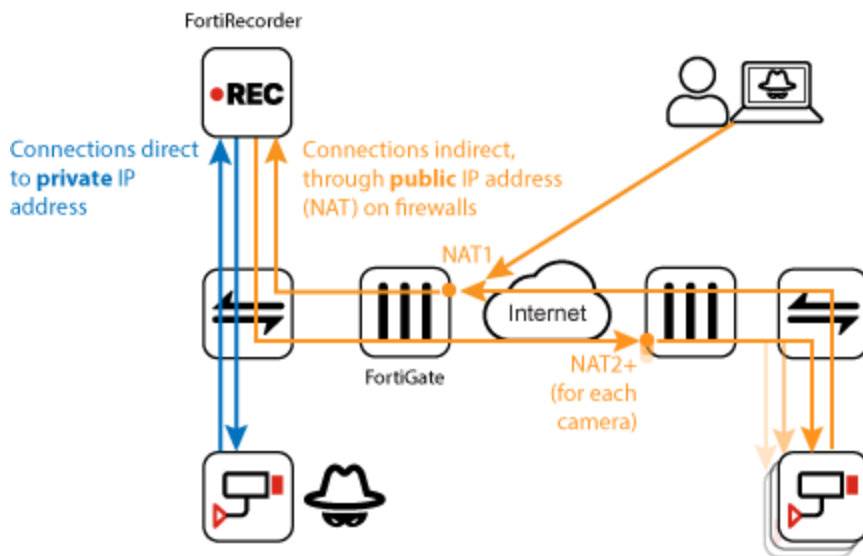 FortiRecorder
REC
Connections direct
to private IP
address
Connections indirect,
through public IP address
(NAT) on firewalls
NAT1
Internet
FortiGate
NAT2+
(for each
camera)